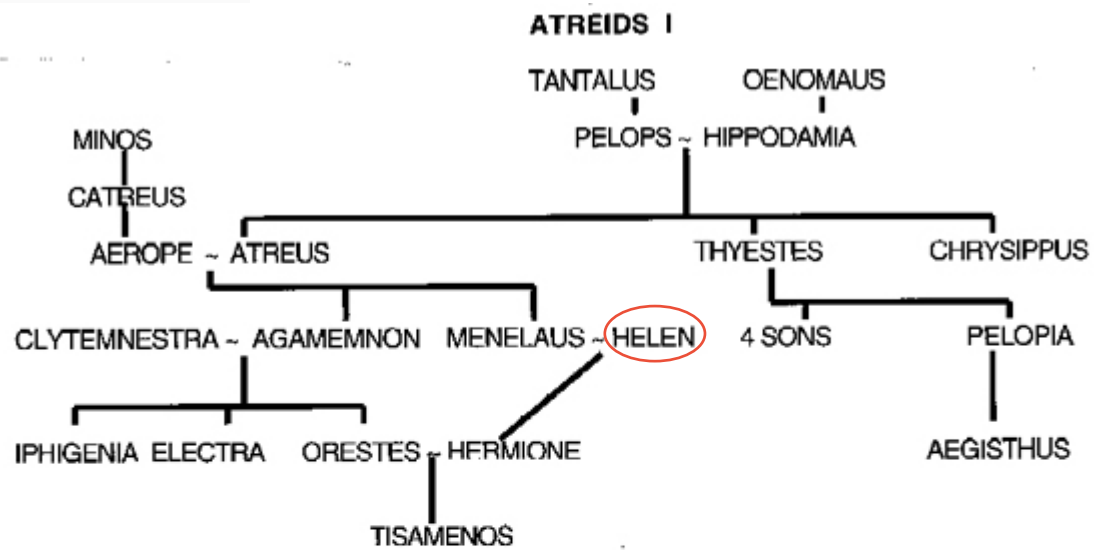 ATREIDS I
TANTALUS OENOMAUS
MINOS PELOPS ~ HIPPODAMIA
CATREUS
AEROPE ~ ATREUS THYESTES CHRYSIPPUS
CLYTEMNESTRA ~ AGAMEMNON MENELAUS ~ HELEN 4 SONS PELOPIA
IPHIGENIA ELECTRA ORESTES ~ HERMIONE AEGISTHUS
TISAMENOS